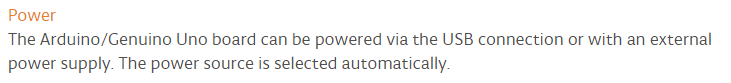 Power
The Arduino/Genuino Uno board can be powered via the USB connection or with an external
power supply. The power source is selected automatically.